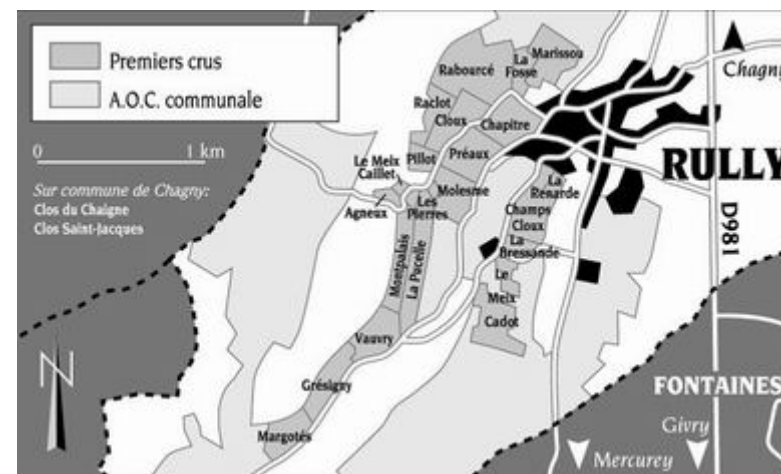 Premiers crus
A.O.C. communale
0 1 km
Sur commune de Chagny:
Clos du Chaigne
Clos Saint-Jacques
Marissou
La
Fosse
Rabourcé
Chagny
Raclot
Cloux
Chapitre
Le Meix
Caillet
Pillot
Préaux
RULLY
Agneux
Les
Pierres
Molesme
La
Renarde
Champs
Cloux
La
Bressande
D981
Montpalais
La Pucelle
Le
Meix
Cadot
Vauvry
Grésigny
Margotés
N
FONTAINES
Givry
Mercurey